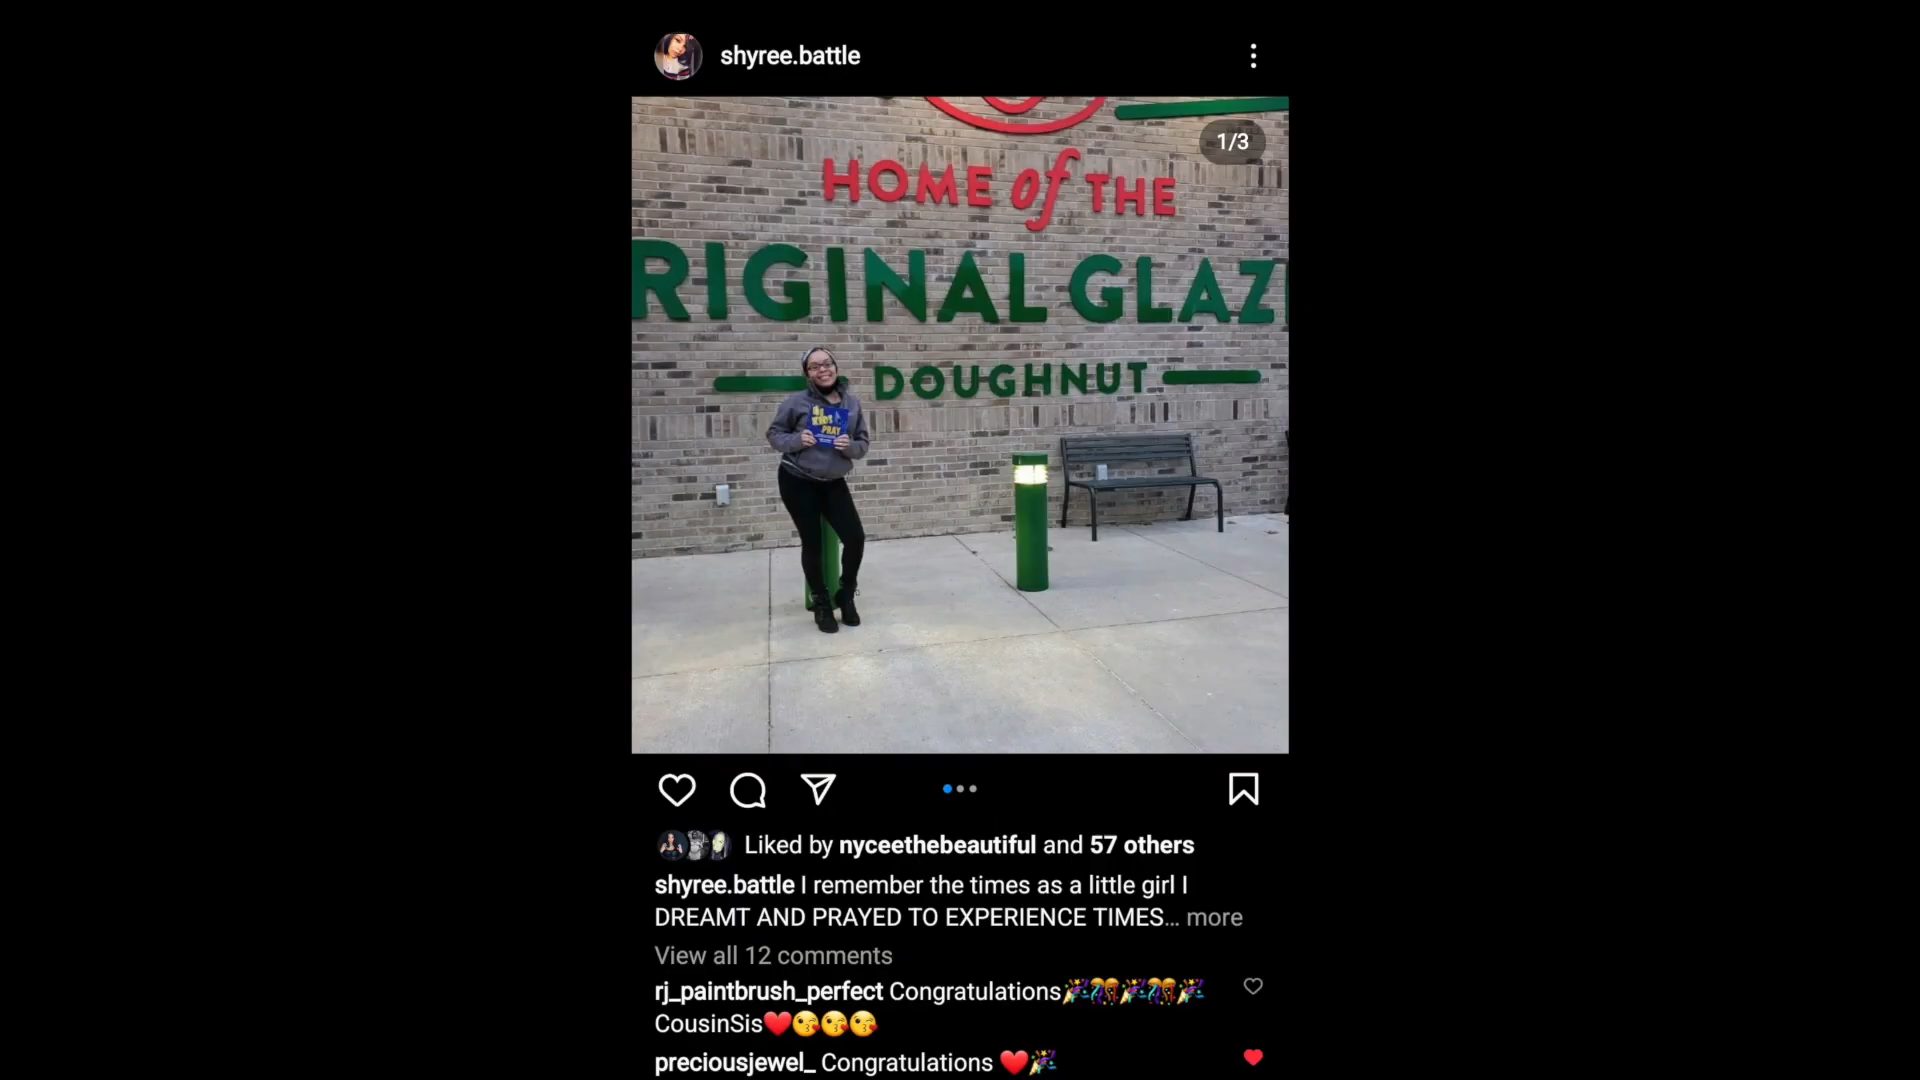 shyree.battle
1/3
HOME of THE
RIGINAL GLAZ
DOUGHNUT
KIDS
PRAY
Liked by nyceethebeautiful and 57 others
shyree.battle I remember the times as a little girl I
DREAMT AND PRAYED TO EXPERIENCE TIMES... more
View all 12 comments
rj_paintbrush_perfect Congratulations🎉🎊🎉🎊🎉
CousinSis❤️😘😘😘
preciousjewel_ Congratulations ❤️🎉